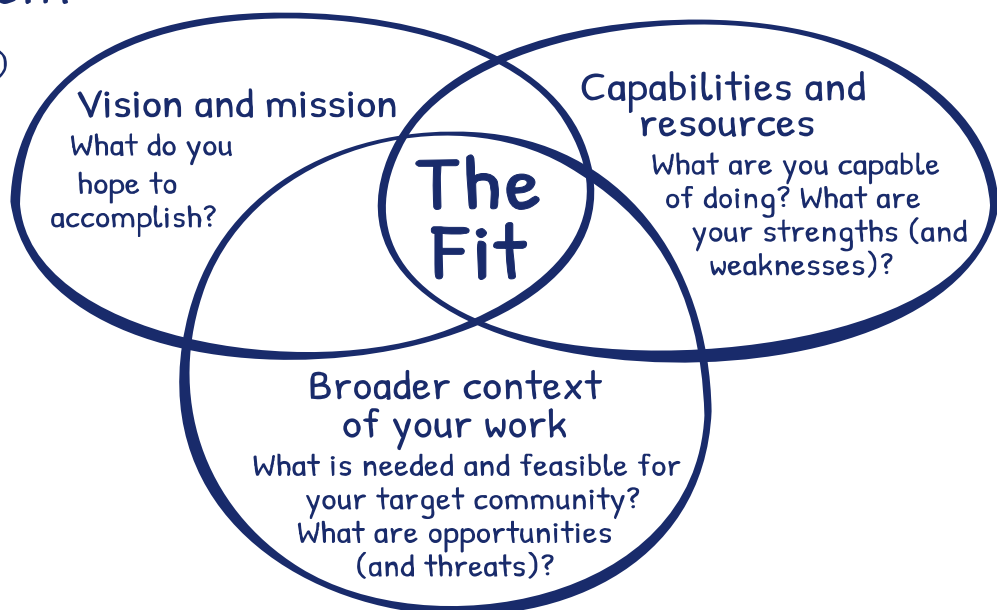 Vision and mission
What do you
hope to
accomplish?
Capabilities and
resources
What are you capable
of doing? What are
your strengths (and
weaknesses)?
The
Fit
Broader context
of your work
What is needed and feasible for
your target community?
What are opportunities
(and threats)?